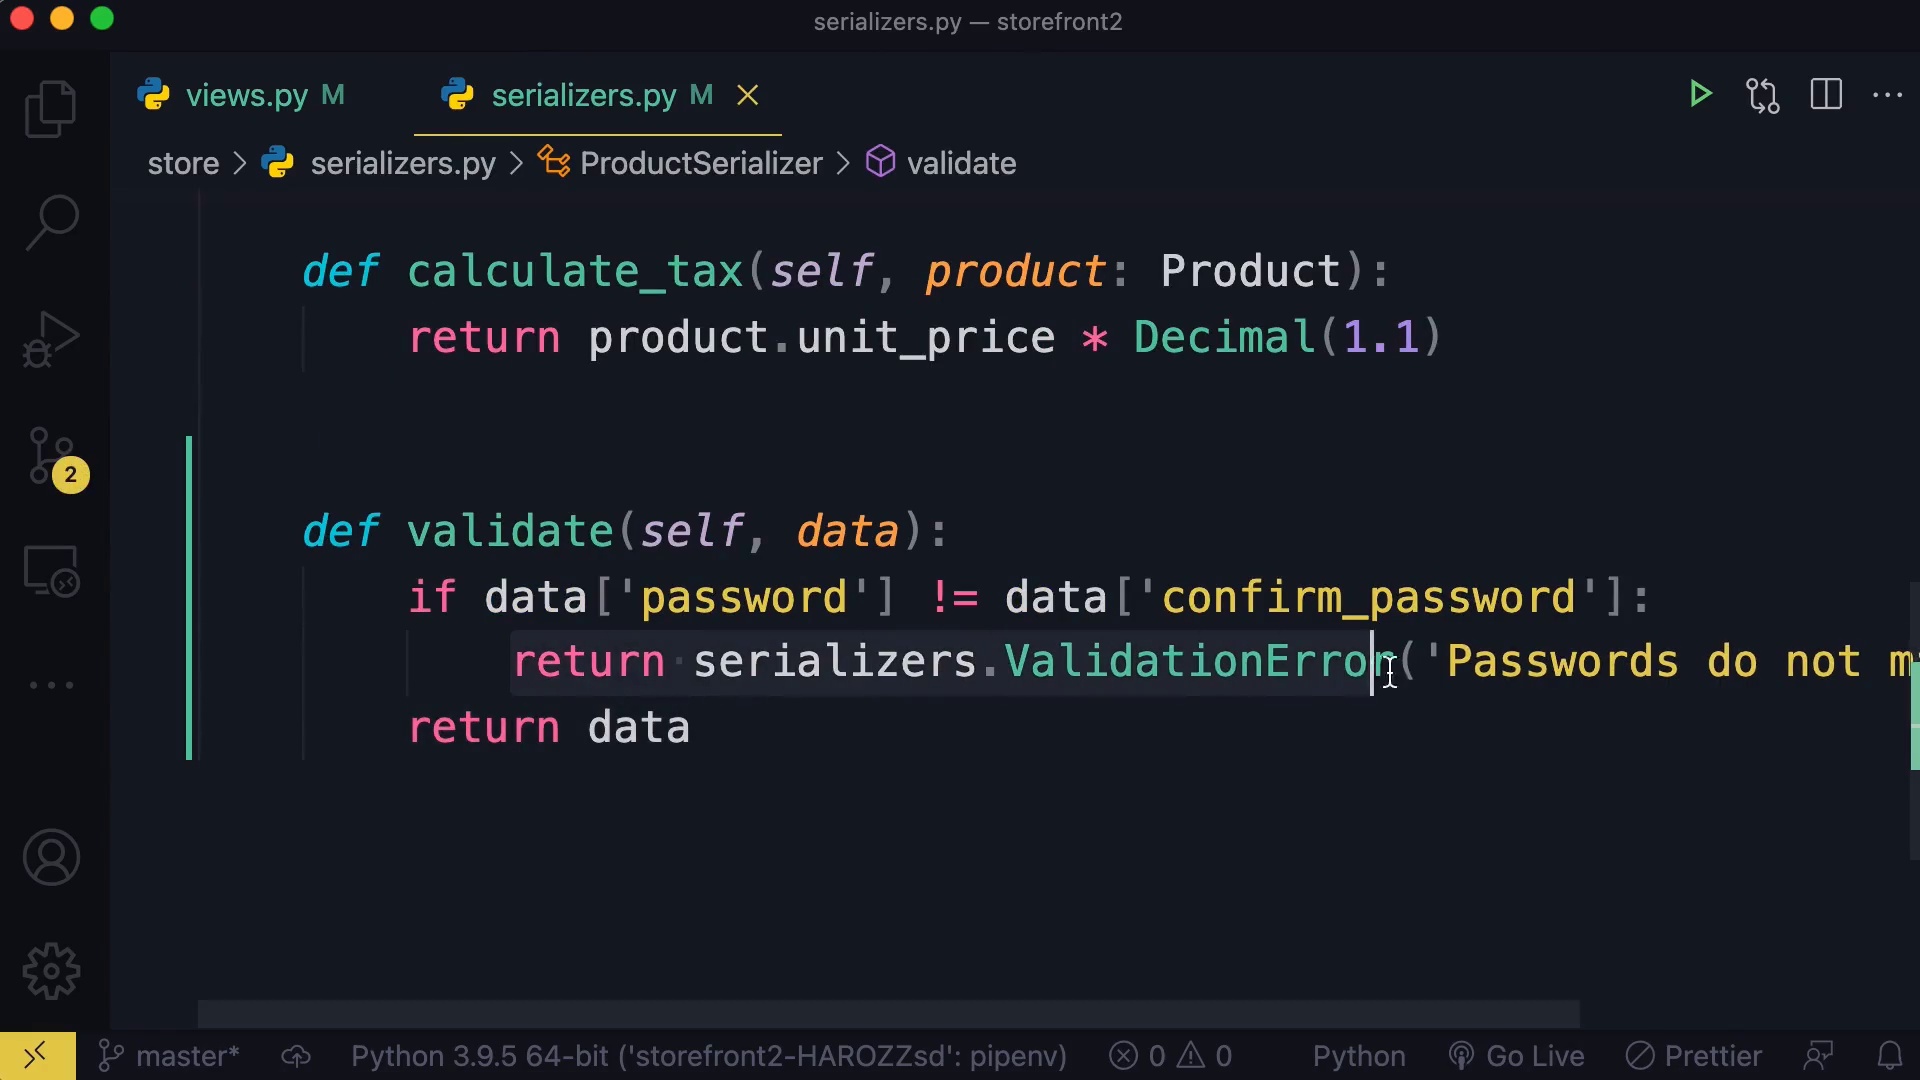 serializers.py — storefront2
views.py M
serializers.py M
store > serializers.py > ProductSerializer > validate
def calculate_tax(self, product: Product):
return product.unit_price * Decimal(1.1)
def validate(self, data):
if data['password'] != data['confirm_password']:
return serializers.ValidationError('Passwords do not
return data
2
master* Python 3.9.5 64-bit ('storefront2-HAROZZsd': pipenv) 0 0 Python Go Live Prettier